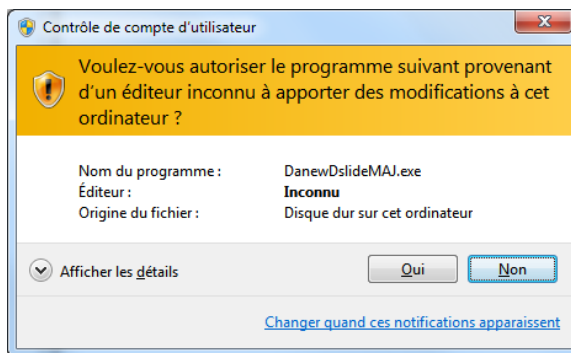 Contrôle de compte d'utilisateur
Voulez-vous autoriser le programme suivant provenant
d'un éditeur inconnu à apporter des modifications à cet
ordinateur ?
Nom du programme : DanewDslideMAJ.exe
Éditeur : Inconnu
Origine du fichier : Disque dur sur cet ordinateur
Afficher les détails Oui Non
Changer quand ces notifications apparaissent